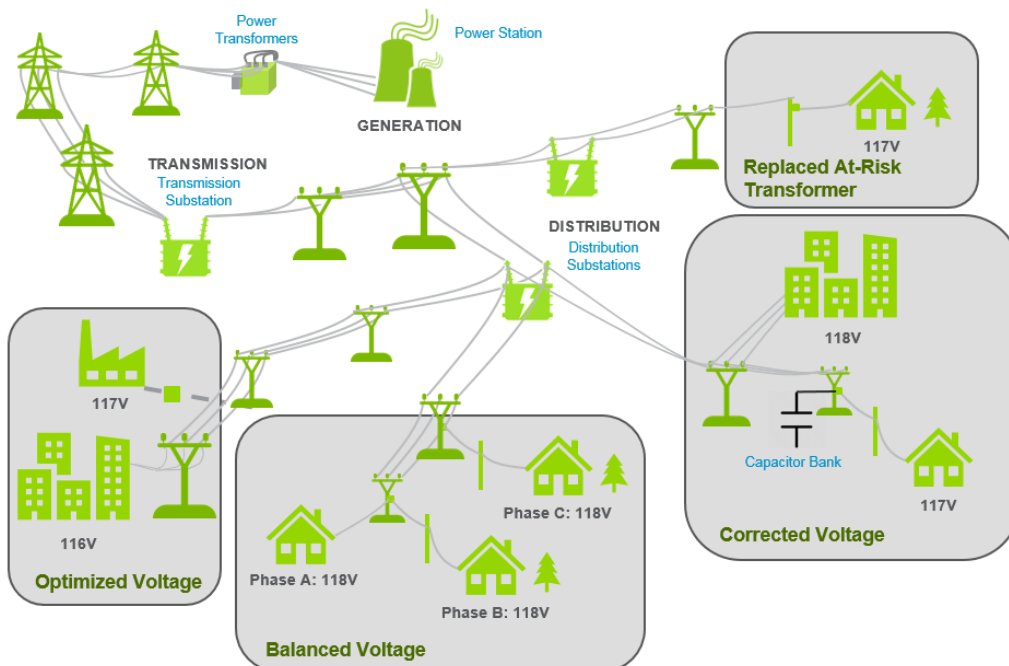 Power
Transformers
Power Station
GENERATION
TRANSMISSION
Transmission
Substation
117V
Replaced At-Risk
Transformer
DISTRIBUTION
Distribution
Substations
118V
Capacitor Bank
117V
Corrected Voltage
117V
116V
Optimized Voltage
Phase C: 118V
Phase A: 118V
Phase B: 118V
Balanced Voltage